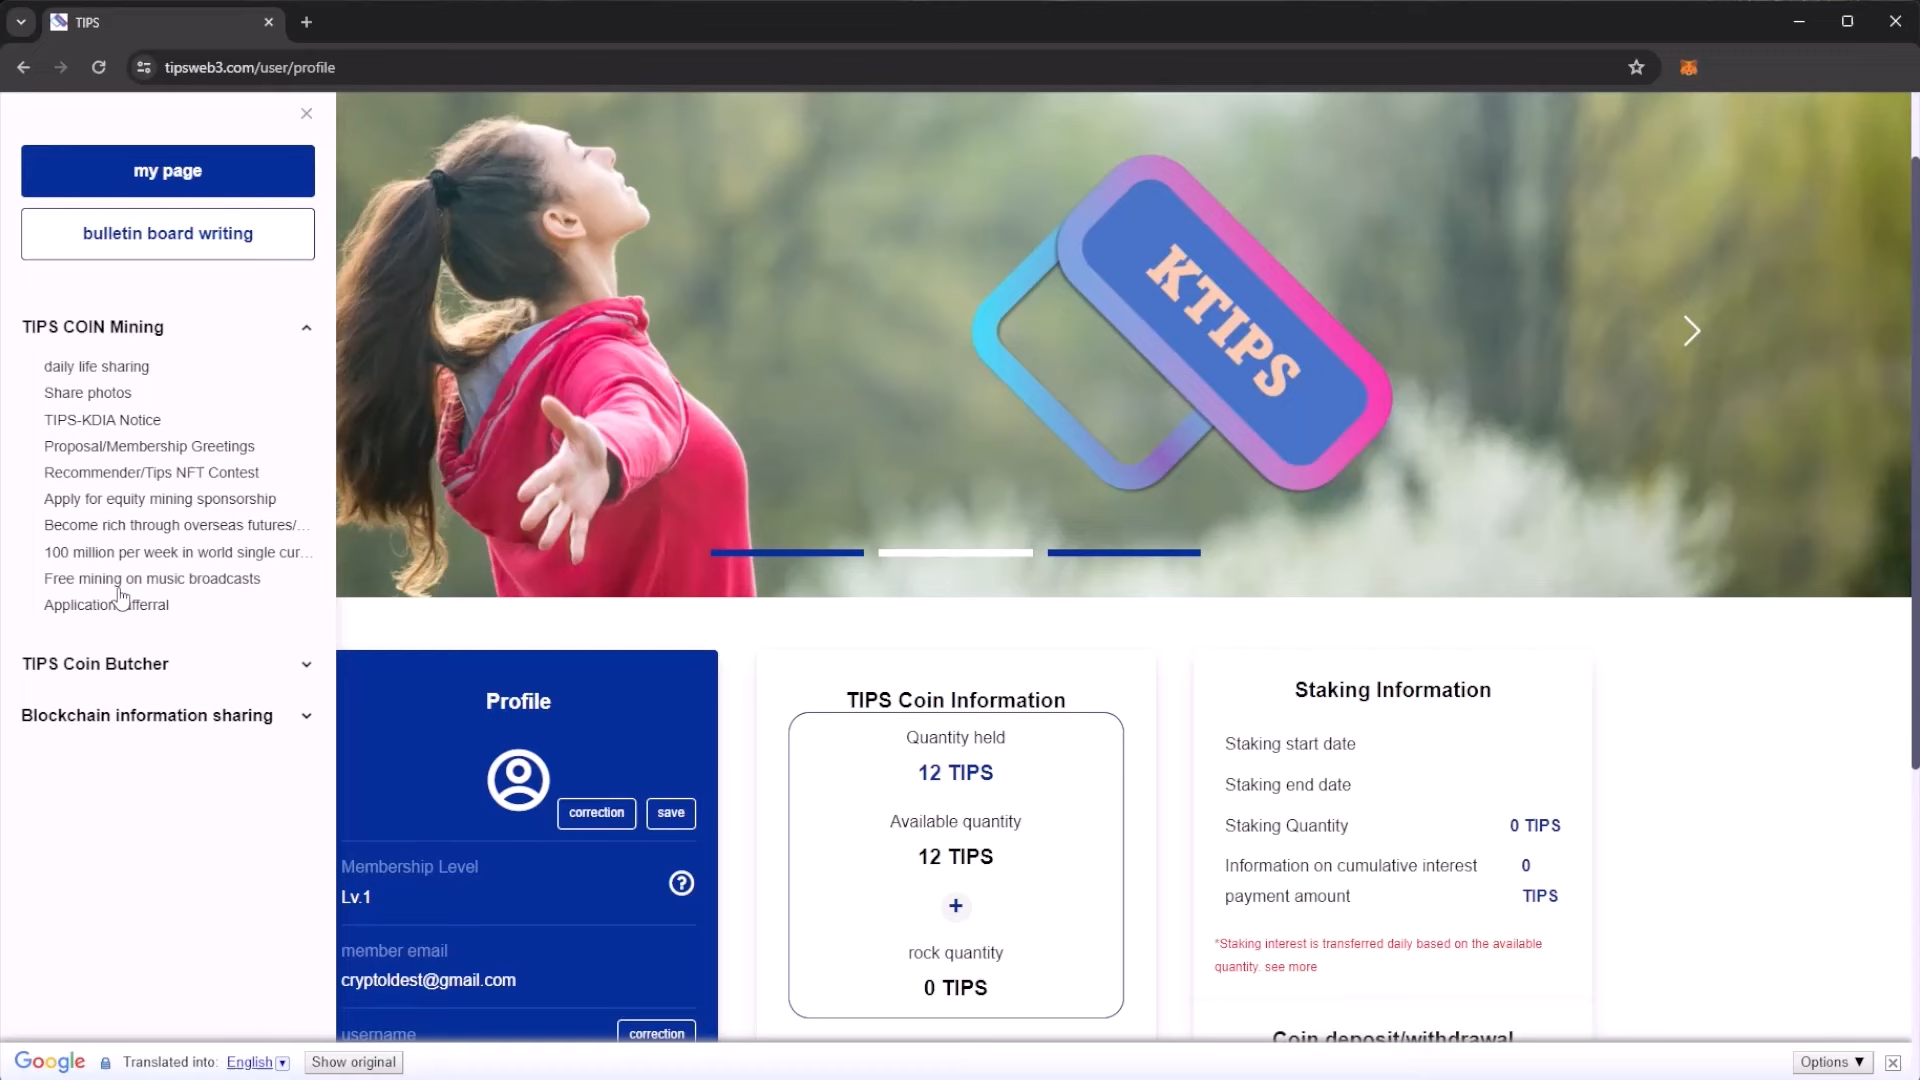 TIPS
tipsweb3.com/user/profile
my page
bulletin board writing
TIPS COIN Mining
daily life sharing
Share photos
TIPS-KDIA Notice
Proposal/Membership Greetings
Recommender/Tips NFT Contest
Apply for equity mining sponsorship
Become rich through overseas futures/...
100 million per week in world single cur...
Free mining on music broadcasts
Application
TIPS Coin Butcher
Blockchain information sharing
KTIPS
Profile
correction
save
Membership Level
Lv.1
member email
cryptoldest@gmail.com
username
correction
TIPS Coin Information
Quantity held
12 TIPS
Available quantity
12 TIPS
+
rock quantity
0 TIPS
Staking Information
Staking start date
Staking end date
Staking Quantity 0 TIPS
Information on cumulative interest 0
payment amount TIPS
*Staking interest is transferred daily based on the available
quantity. see more
Coin deposit/withdrawal
Google Translated into: English Show original Options